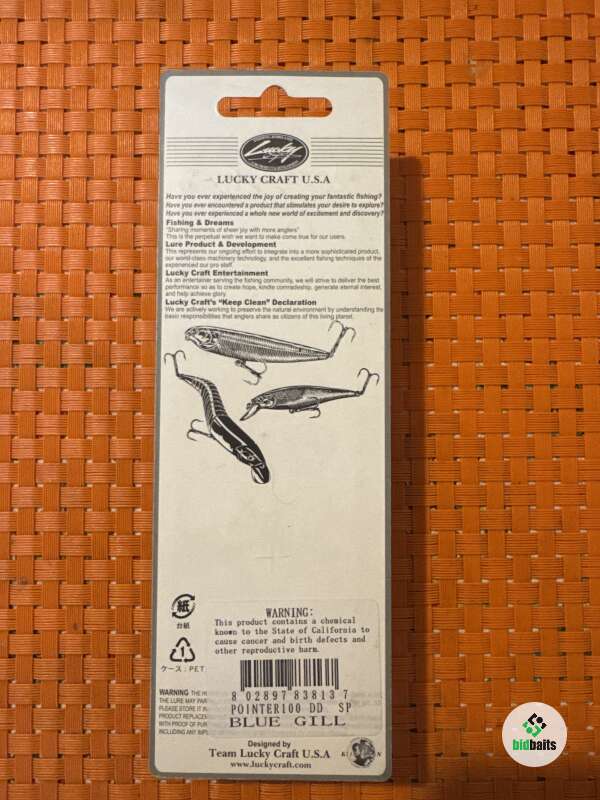 Lucky
LUCKY CRAFT U.S.A
Have you ever experienced the joy of creating your fantastic fishing?
Have you ever encountered a product that stimulates your desire to explore?
Have you ever experienced a whole new world of excitement and discovery?
Fishing & Dreams
"Sharing moments of sheer joy with more anglers"
This is the perpetual wish we want to make come true for our users.
Lure Product & Development
This represents our ongoing effort to integrate into a more sophisticated product,
our world-class machinery technology, and the excellent fishing techniques of the
experienced our pro staff.
Lucky Craft Entertainment
As an entertainer serving the fishing community, we will strive to deliver the best
performance so as to create hope, kindle comradeship, generate eternal interest,
and help achieve glory.
Lucky Craft's "Keep Clean" Declaration
We are actively working to preserve the natural environment by understanding the
basic responsibilities that anglers share as citizens of this living planet.
紙
台紙
1
ケース : PET
WARNING:
This product contains a chemical
known to the State of California to
cause cancer and birth defects and
other reproductive harm.
8 02897 83813 7
POINTER100 DD SP
BLUE GILL
WARNING THE
THE LURE MAY
PLEASE STORE IT
PRODUCT
WITH PROOF OF
INCLUDING ANY
Designed by
Team Lucky Craft U.S.A
www.luckycraft.com
bidbaits